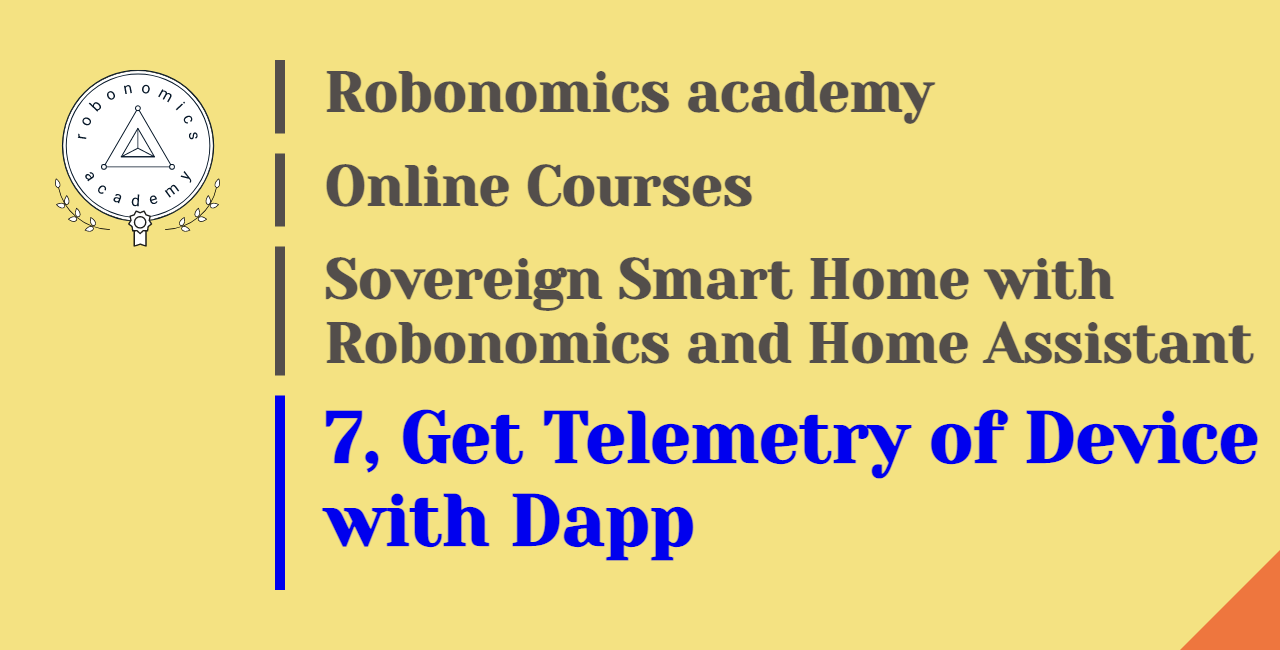 robonomics
academy
Robonomics academy
Online Courses
Sovereign Smart Home with
Robonomics and Home Assistant
7, Get Telemetry of Device
with Dapp